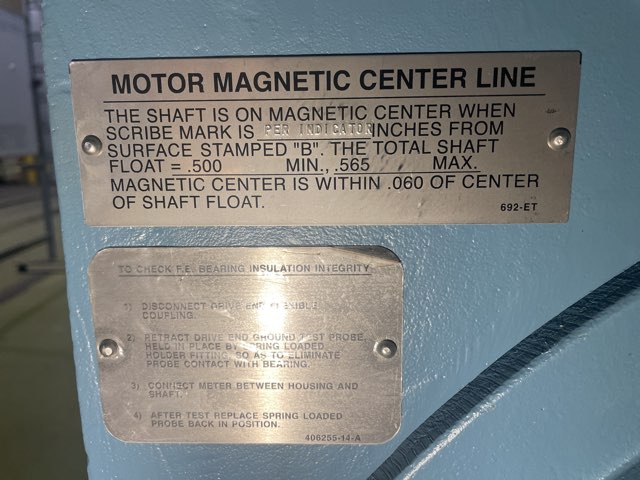 MOTOR MAGNETIC CENTER LINE
THE SHAFT IS ON MAGNETIC CENTER WHEN
SCRIBE MARK IS PER INDICATOR INCHES FROM
SURFACE STAMPED "B". THE TOTAL SHAFT
FLOAT = .500 MIN., .565 MAX.
MAGNETIC CENTER IS WITHIN .060 OF CENTER
OF SHAFT FLOAT.
692-ET
TO CHECK F.E. BEARING INSULATION INTEGRITY
1) DISCONNECT DRIVE END FLEXIBLE
COUPLING.
2) RETRACT DRIVE END GROUND TEST PROBE,
HELD IN PLACE BY SPRING LOADED
HOLDER FITTING, SO AS TO ELIMINATE
PROBE CONTACT WITH BEARING.
3) CONNECT METER BETWEEN HOUSING AND
SHAFT.
4) AFTER TEST REPLACE SPRING LOADED
PROBE BACK IN POSITION.
406255-14-A